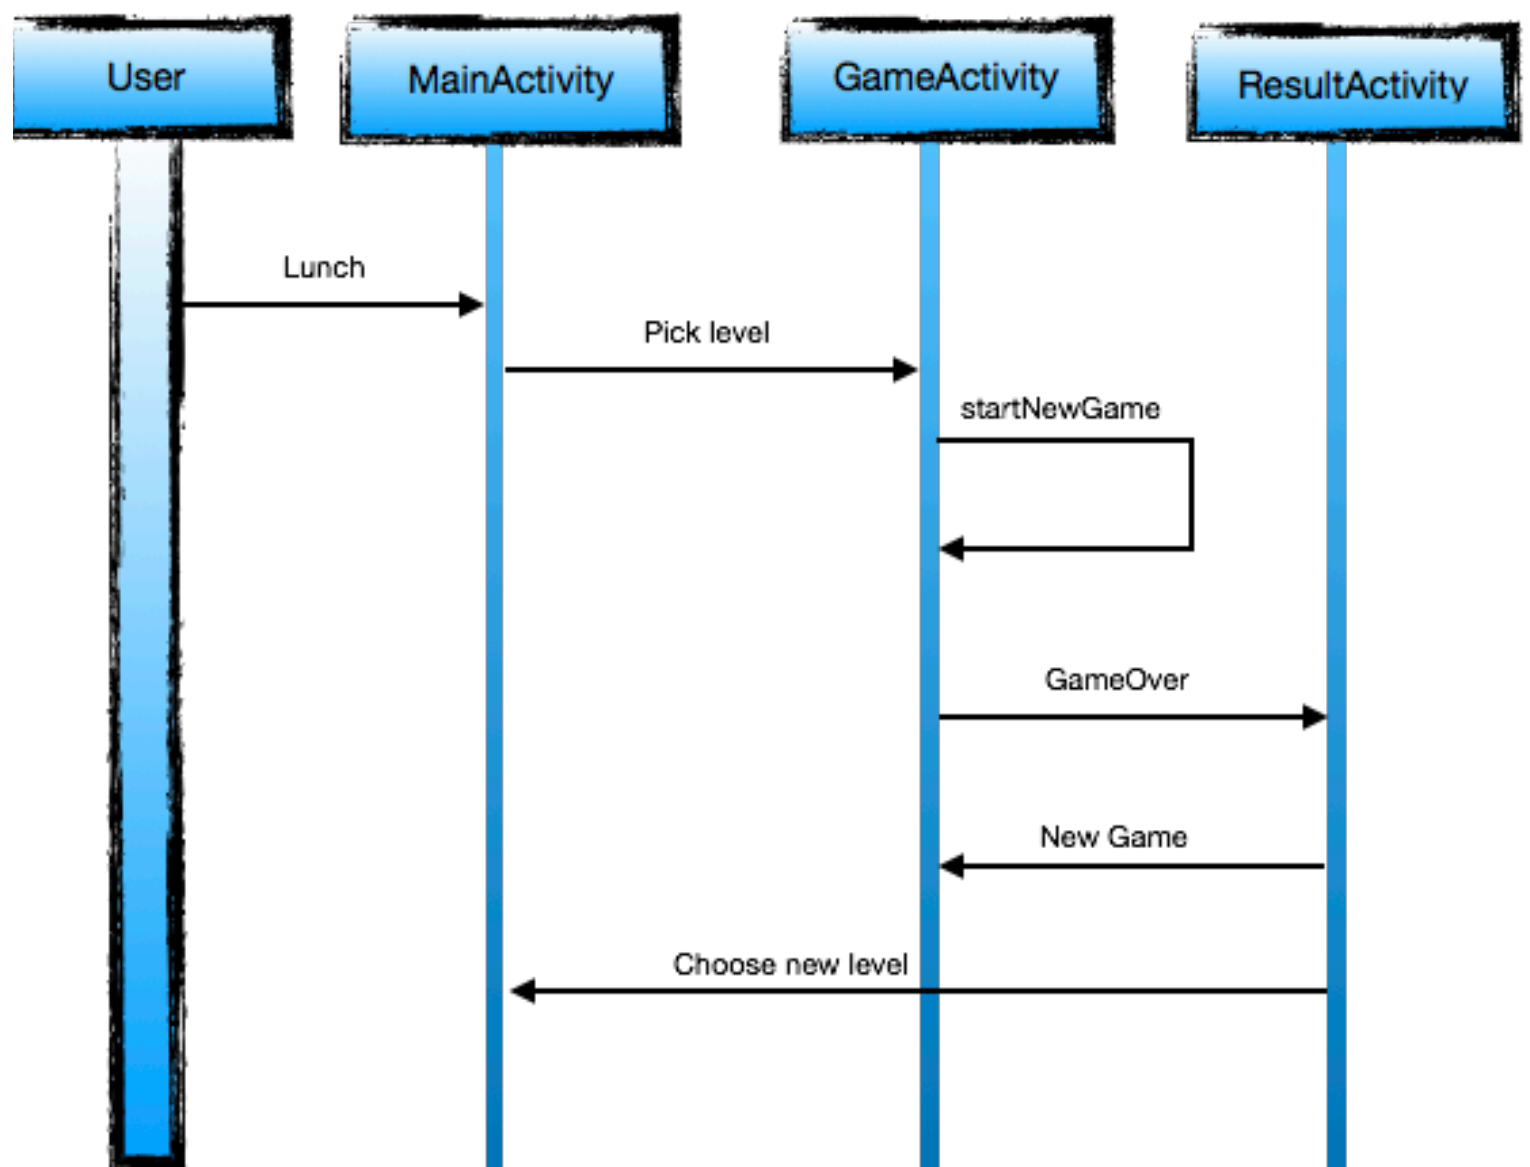 User
MainActivity
GameActivity
ResultActivity
Lunch
Pick level
startNewGame
GameOver
New Game
Choose new level